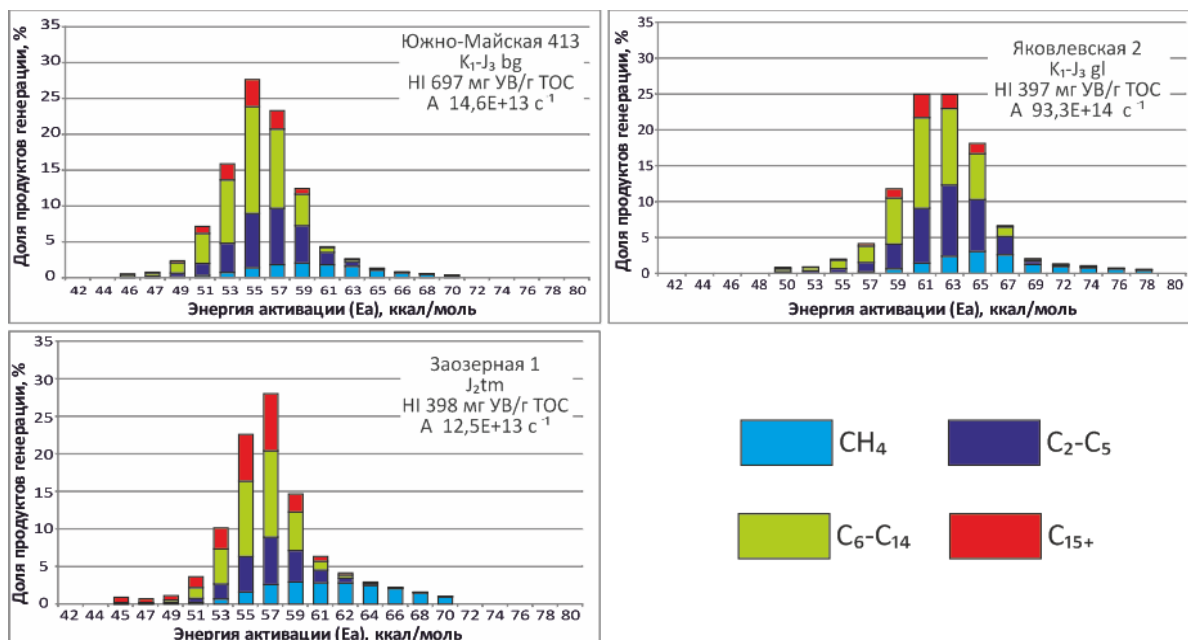 Доля продуктов генерации, %
35
30
25
20
15
10
5
0
Южно-Майская 413
K₁-J₃ bg
HI 697 мг УВ/г ТОС
А 14,6E+13 с⁻¹
42 44 46 47 49 51 53 55 57 59 61 63 65 66 68 70 72 74 76 80
Энергия активации (Ea), ккал/моль
Доля продуктов генерации, %
35
30
25
20
15
10
5
0
Яковлевская 2
K₁-J₃ gl
HI 397 мг УВ/г ТОС
А 93,3E+14 с⁻¹
42 44 46 48 50 53 55 57 59 61 63 65 67 69 72 74 76 78 80
Энергия активации (Ea), ккал/моль
Доля продуктов генерации, %
35
30
25
20
15
10
5
0
Заозерная 1
J₂tm
HI 398 мг УВ/г ТОС
А 12,5E+13 с⁻¹
42 44 45 47 49 51 53 55 57 59 61 62 64 66 68 70 72 74 76 80
Энергия активации (Ea), ккал/моль
CH₄
C₂-C₅
C₆-C₁₄
C₁₅₊